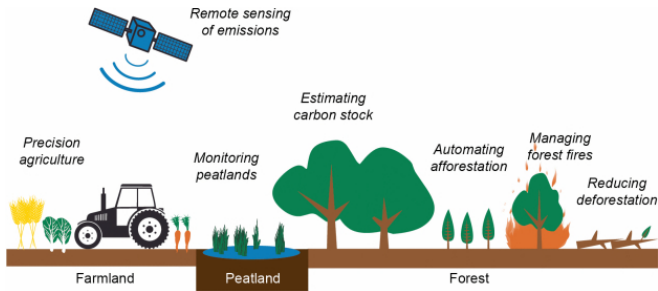 Remote sensing
of emissions
Estimating
carbon stock
Precision
agriculture
Monitoring
peatlands
Automating
afforestation
Managing
forest fires
Reducing
deforestation
Farmland
Peatland
Forest